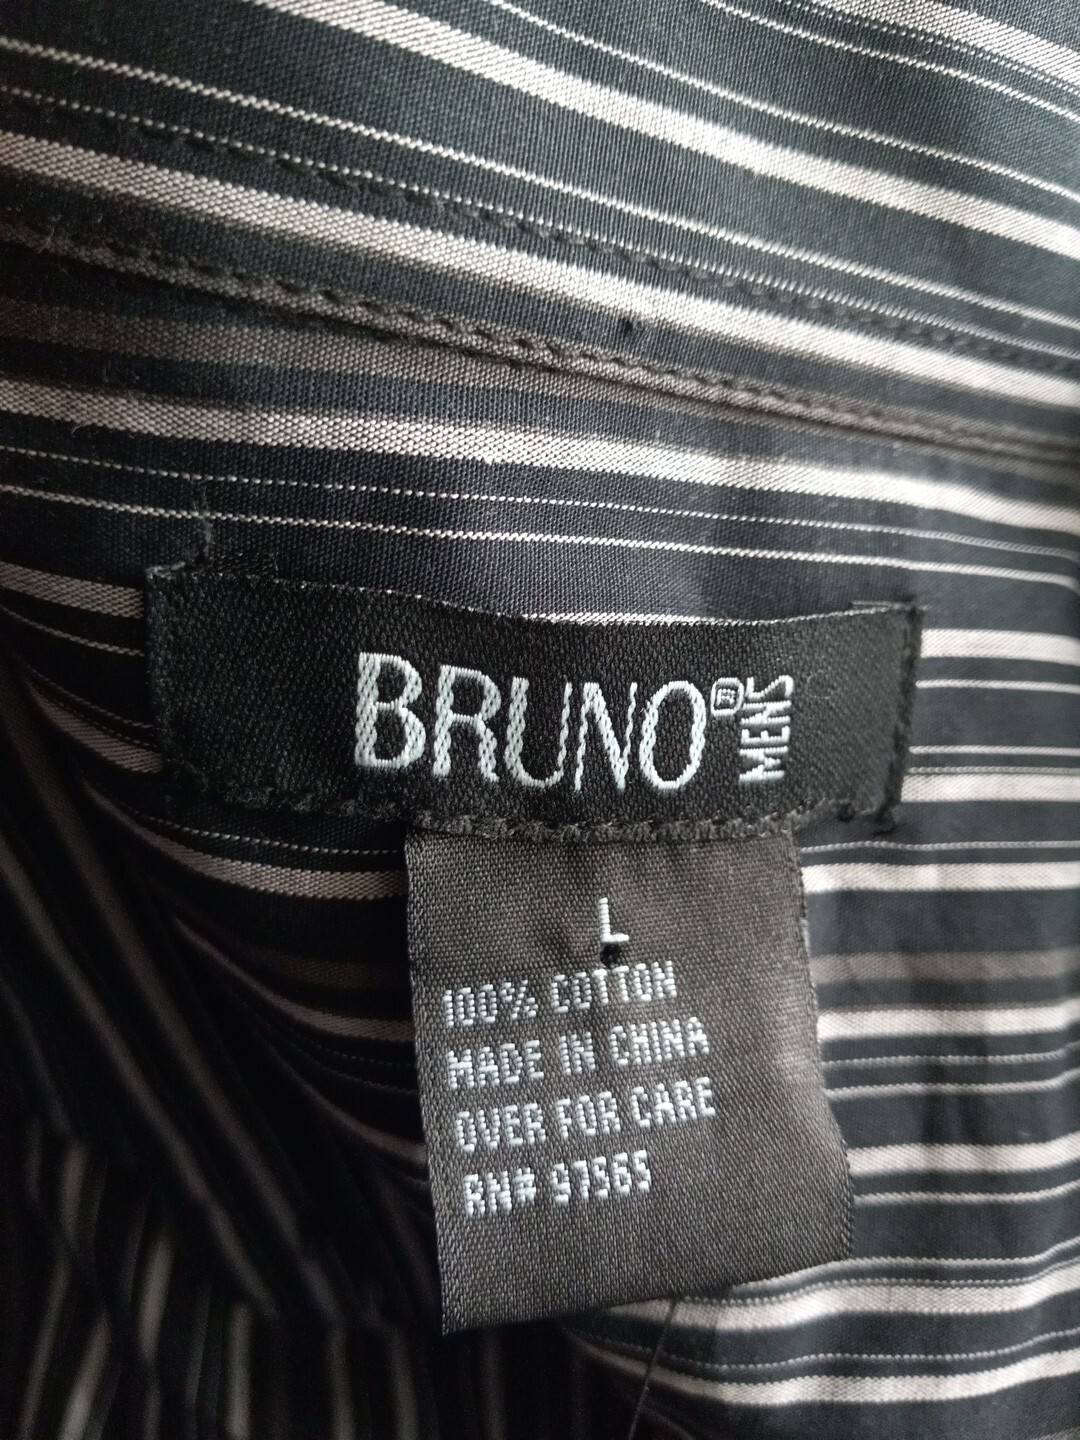 BRUNO® MENS
L
100% COTTON
MADE IN CHINA
OVER FOR CARE
RN# 97565